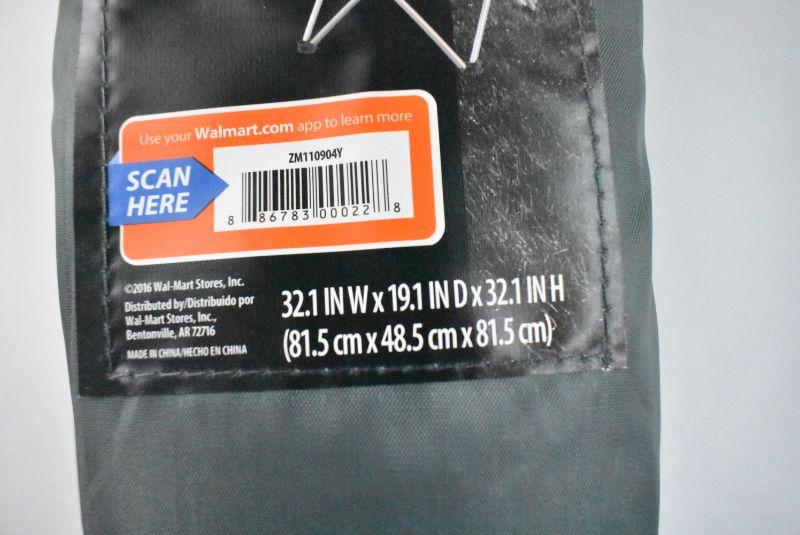 Use your Walmart.com app to learn more
SCAN
HERE
ZM110904Y
8 86783 00022 8
©2016 Wal-Mart Stores, Inc.
Distributed by/Distribuido por
Wal-Mart Stores, Inc.,
Bentonville, AR 72716
MADE IN CHINA/HECHO EN CHINA
32.1 IN W x 19.1 IN D x 32.1 IN H
(81.5 cm x 48.5 cm x 81.5 cm)